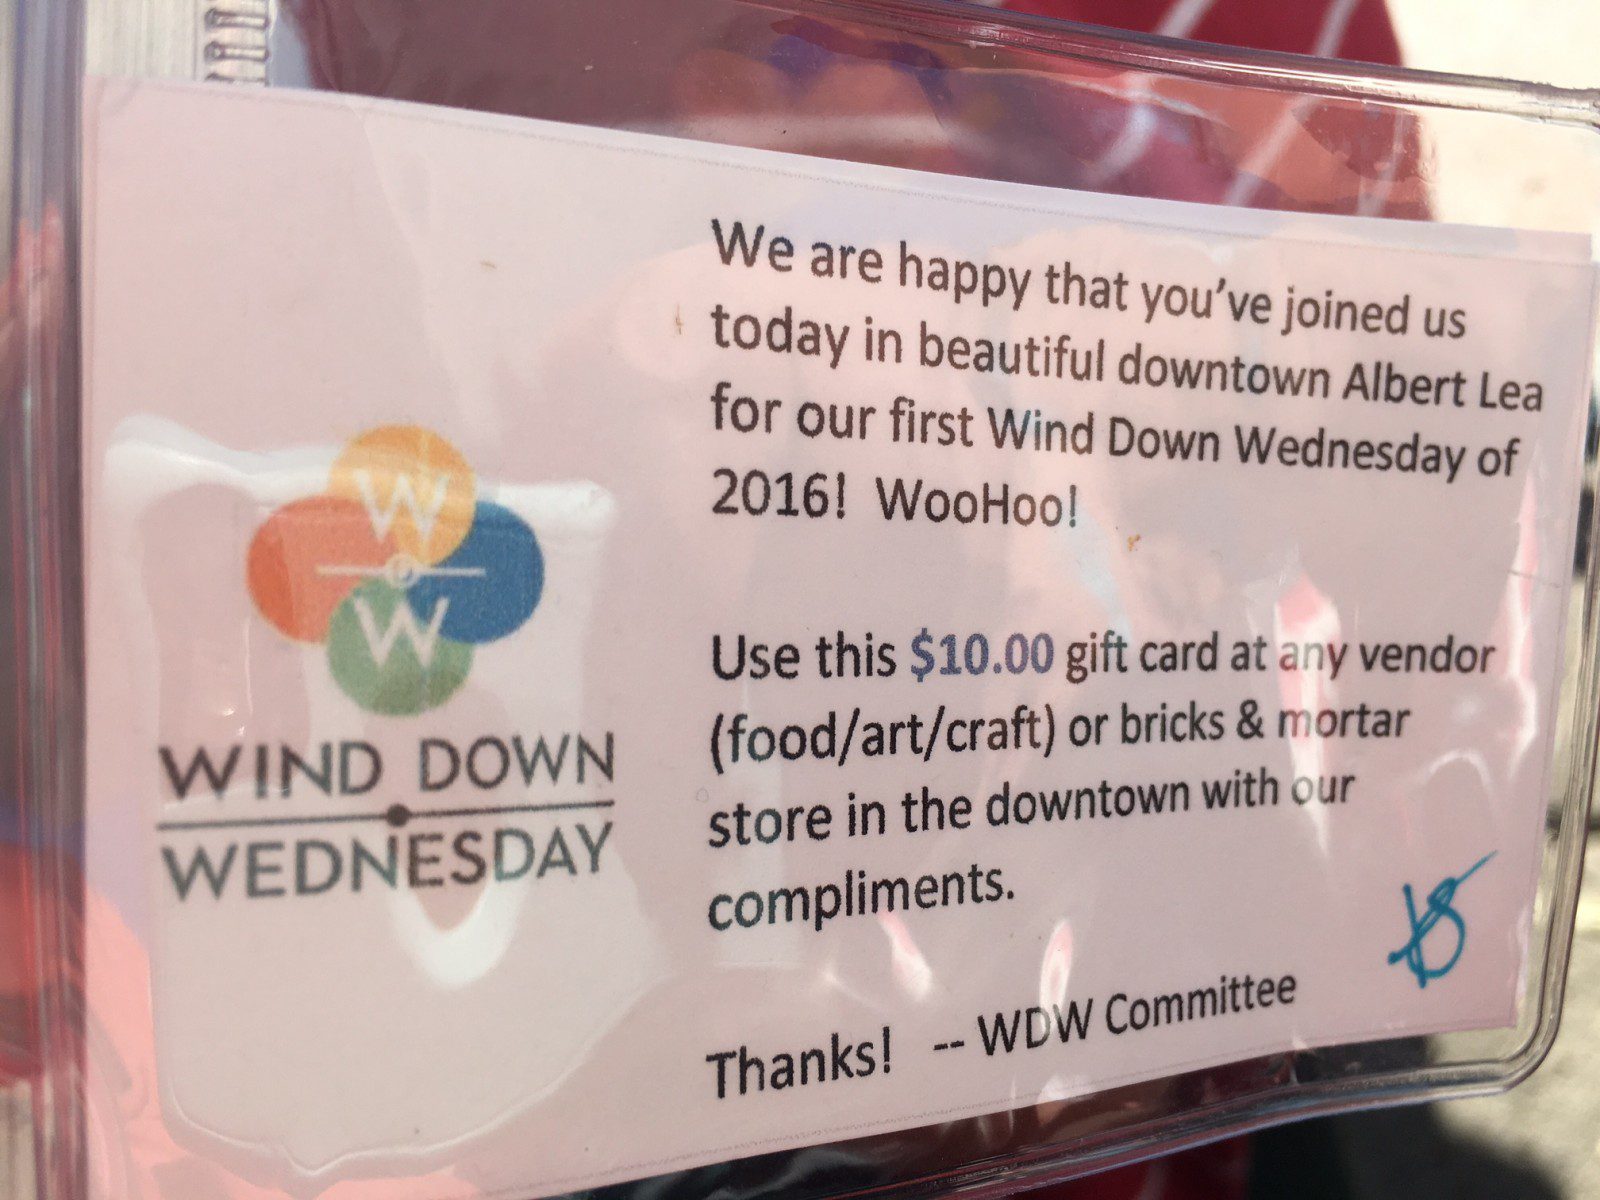 W
W
WIND DOWN
WEDNESDAY
We are happy that you've joined us
today in beautiful downtown Albert Lea
for our first Wind Down Wednesday of
2016! WooHoo!
Use this $10.00 gift card at any vendor
(food/art/craft) or bricks & mortar
store in the downtown with our
compliments.
Thanks! -- WDW Committee